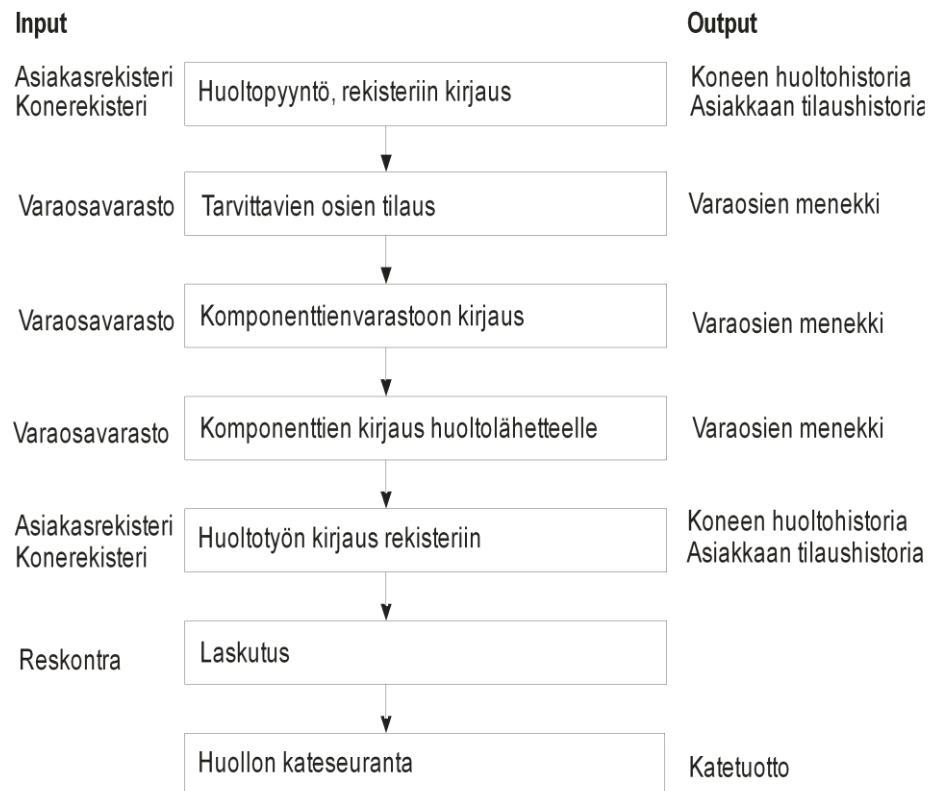 Input
Output
Asiakasrekisteri
Konerekisteri
Huoltopyyntö, rekisteriin kirjaus
Koneen huoltohistoria
Asiakkaan tilaushistoria
Varaosavarasto
Tarvittavien osien tilaus
Varaosien menekki
Varaosavarasto
Komponenttienvarastoon kirjaus
Varaosien menekki
Varaosavarasto
Komponenttien kirjaus huoltolähetteelle
Varaosien menekki
Asiakasrekisteri
Konerekisteri
Huoltotyön kirjaus rekisteriin
Koneen huoltohistoria
Asiakkaan tilaushistoria
Reskontra
Laskutus
Huollon kateseuranta
Katetuotto